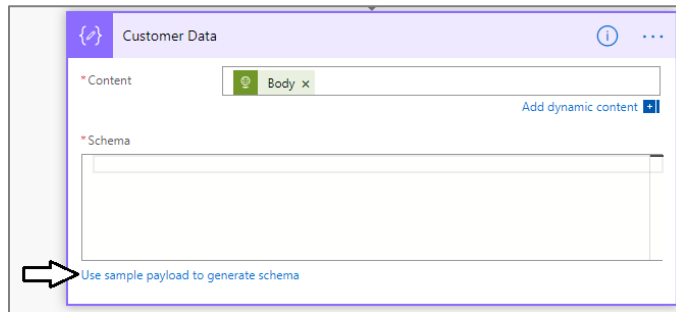 Customer Data
* Content
Body ×
Add dynamic content
* Schema
Use sample payload to generate schema